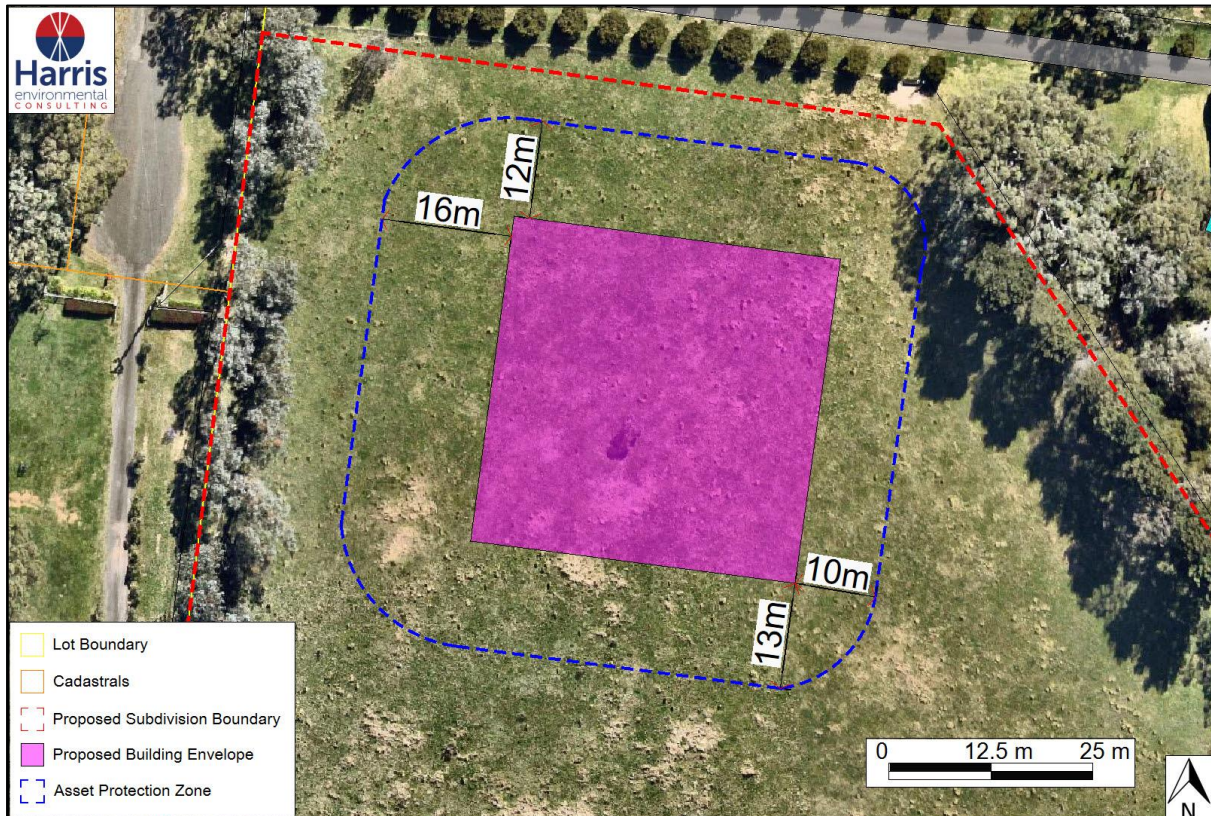 Harris
environmental
CONSULTING
12m
16m
10m
13m
Lot Boundary
Cadastrals
Proposed Subdivision Boundary
Proposed Building Envelope
Asset Protection Zone
0 12.5 m 25 m
N